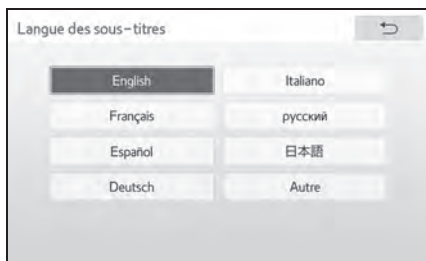 Langue des sous-titres
English
Italiano
Français
русский
Español
日本語
Deutsch
Autre